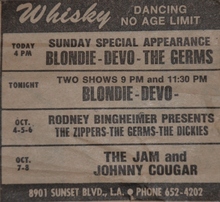 Whisky
DANCING
NO AGE LIMIT
TODAY
4 PM
SUNDAY SPECIAL APPEARANCE
BLONDIE - DEVO - THE GERMS
TONIGHT
TWO SHOWS 9 PM and 11:30 PM
BLONDIE - DEVO -
OCT.
4-5-6
RODNEY BINGHEIMER PRESENTS
THE ZIPPERS - THE GERMS - THE DICKIES
OCT.
7-8
THE JAM and
JOHNNY COUGAR
8901 SUNSET BLVD., L.A. • PHONE 652-4202